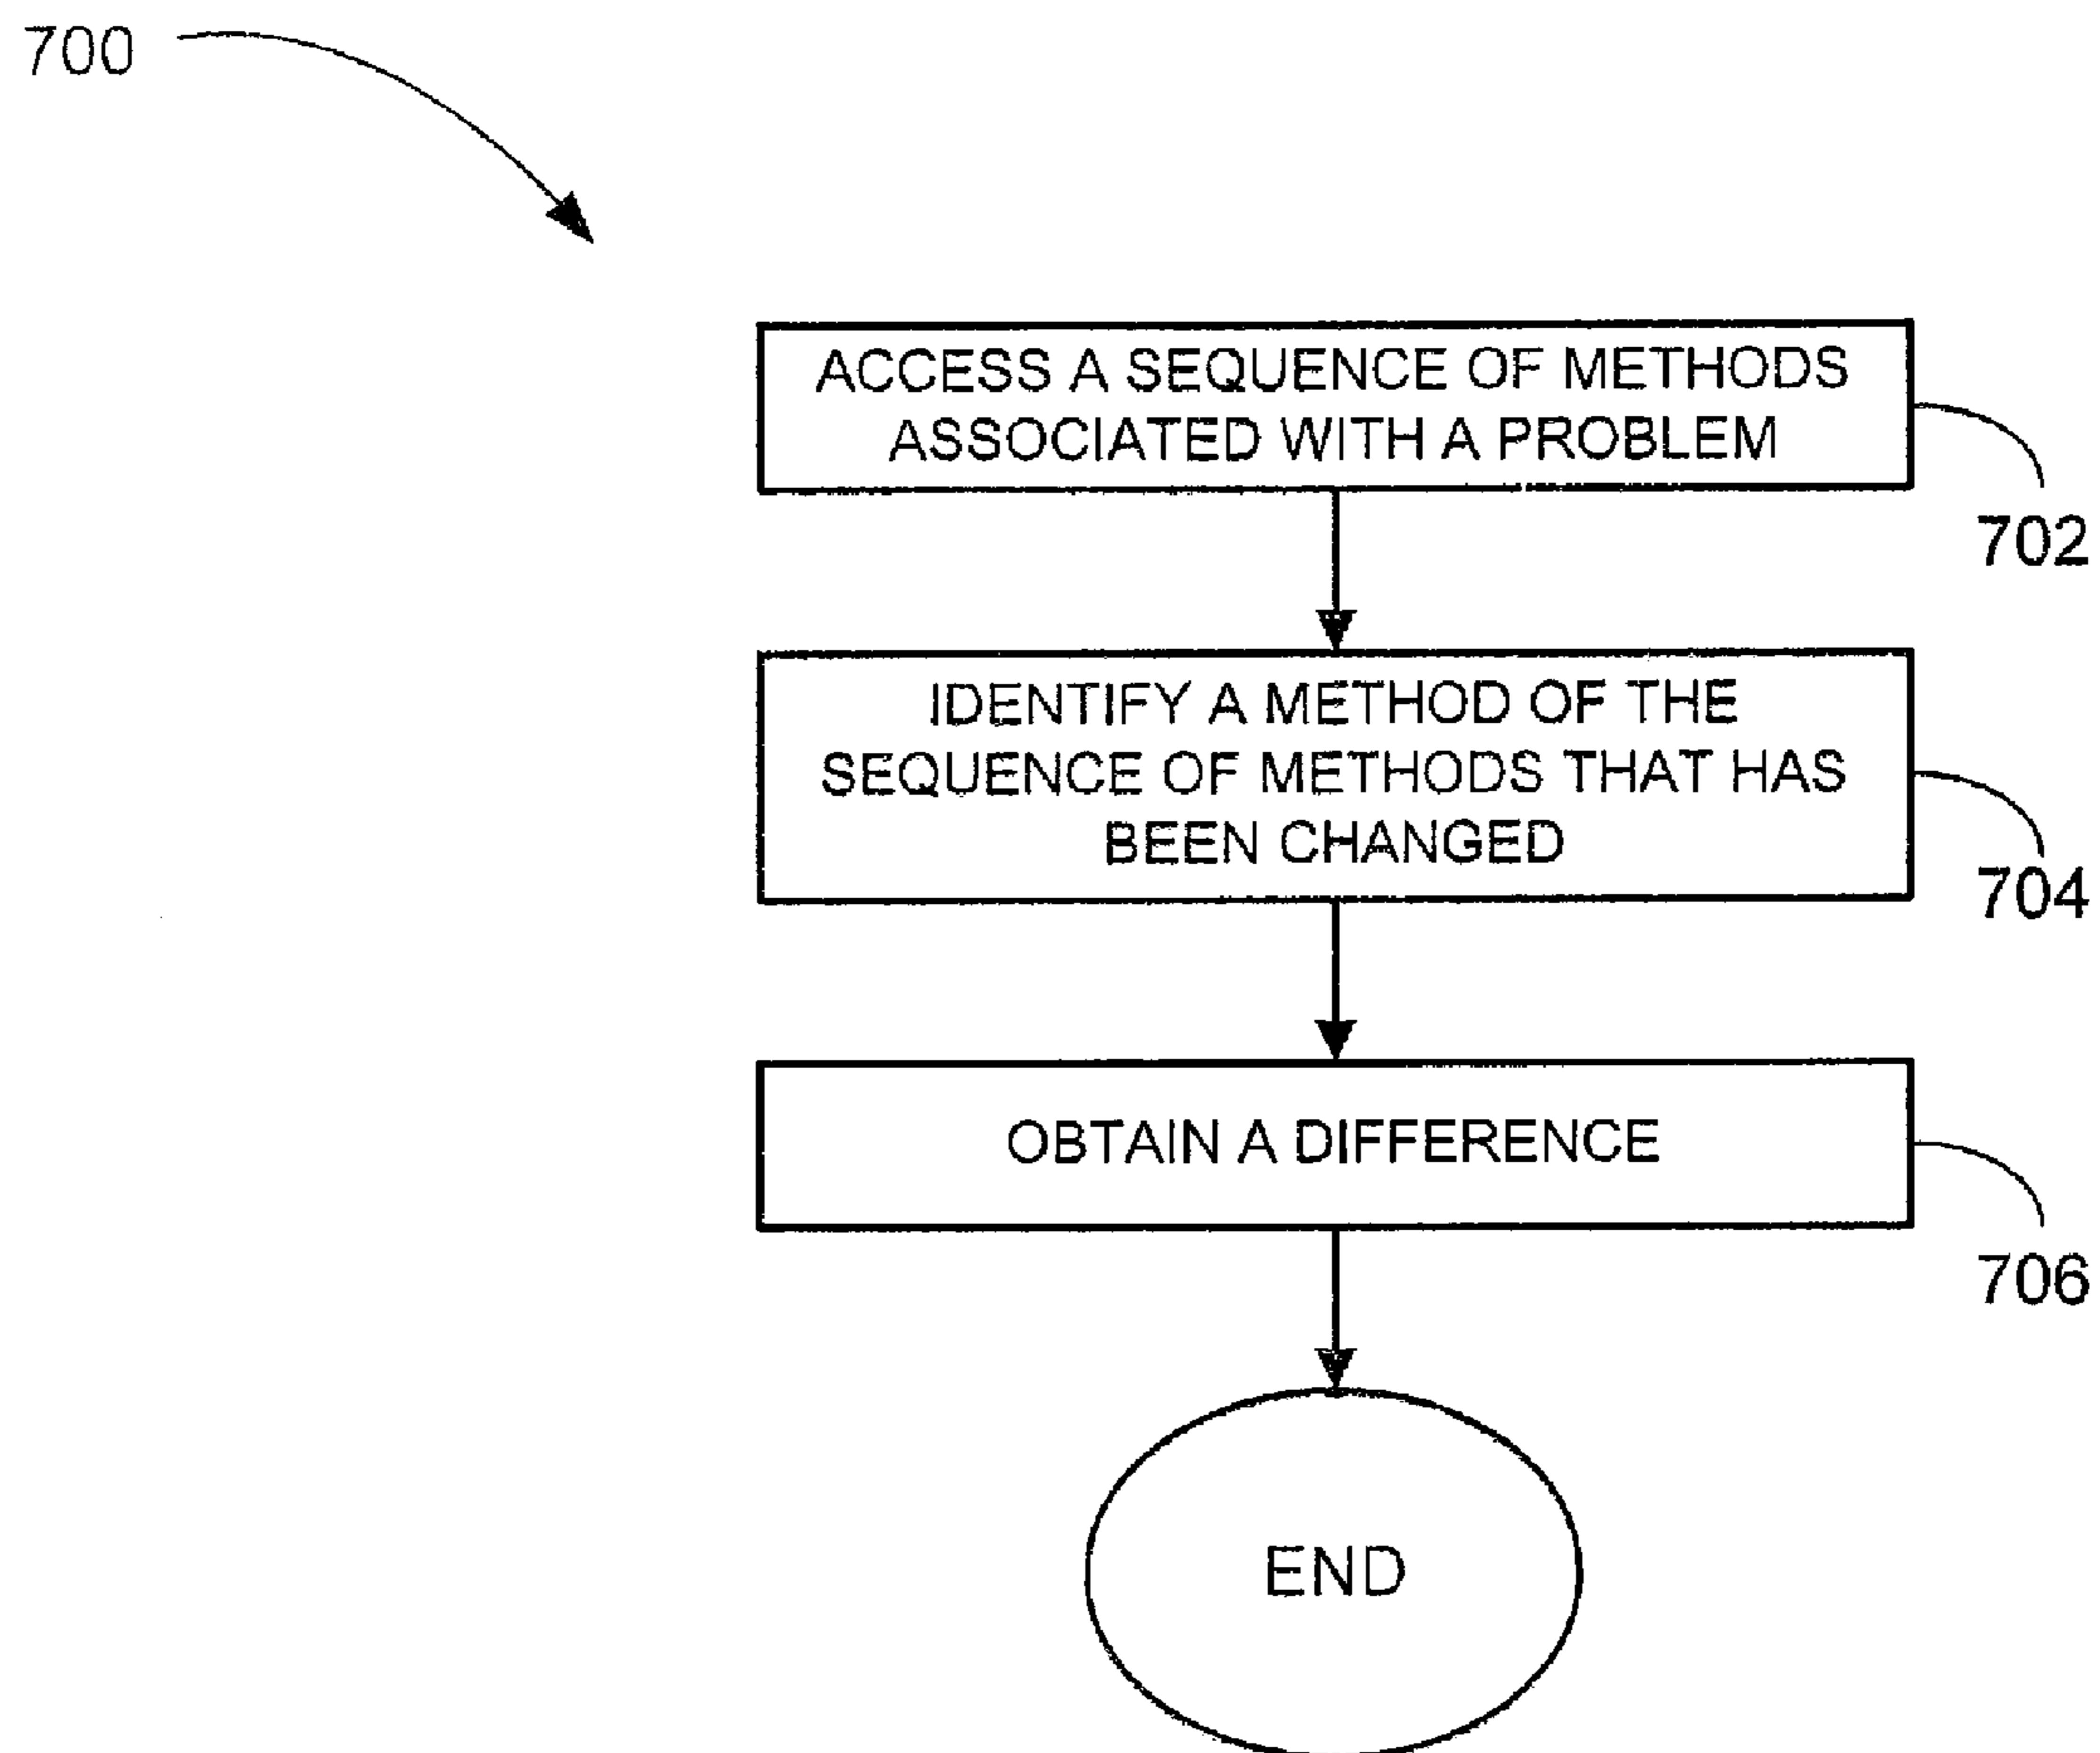 700
ACCESS A SEQUENCE OF METHODS
ASSOCIATED WITH A PROBLEM
702
IDENTIFY A METHOD OF THE
SEQUENCE OF METHODS THAT HAS
BEEN CHANGED
704
OBTAIN A DIFFERENCE
706
END